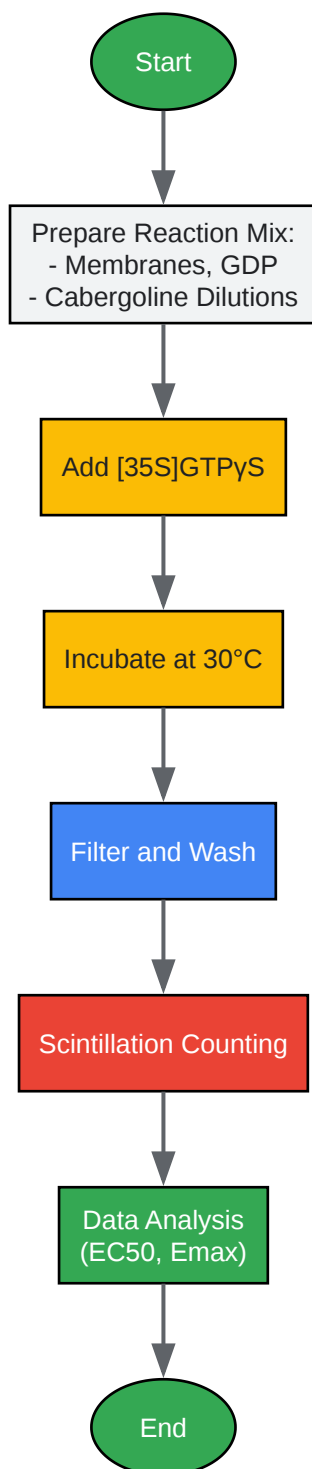 Start
Prepare Reaction Mix:
- Membranes, GDP
- Cabergoline Dilutions
Add [35S]GTPγS
Incubate at 30°C
Filter and Wash
Scintillation Counting
Data Analysis
(EC50, Emax)
End